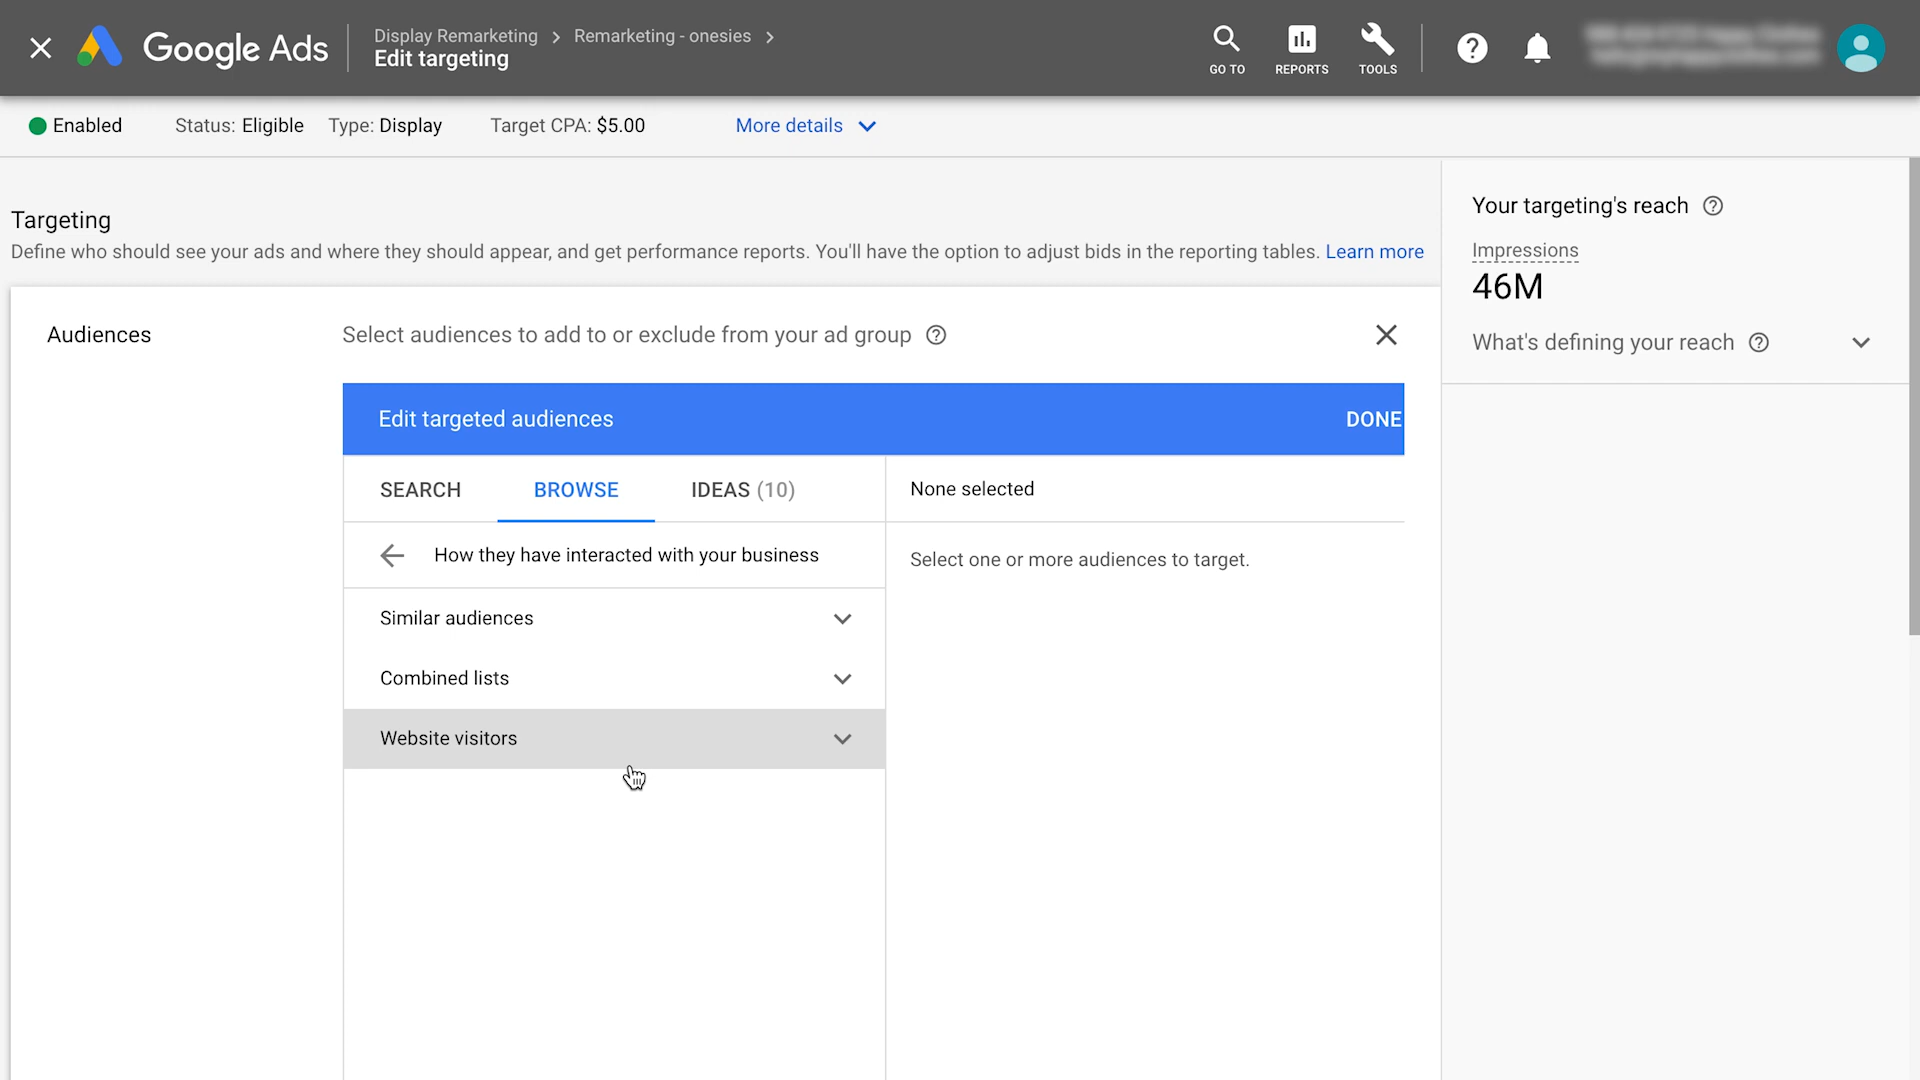 Google Ads
Display Remarketing > Remarketing - onesies >
Edit targeting
GO TO
REPORTS
TOOLS
Enabled
Status: Eligible
Type: Display
Target CPA: $5.00
More details
Targeting
Define who should see your ads and where they should appear, and get performance reports. You'll have the option to adjust bids in the reporting tables. Learn more
Audiences
Select audiences to add to or exclude from your ad group
Edit targeted audiences
DONE
SEARCH
BROWSE
IDEAS (10)
None selected
How they have interacted with your business
Select one or more audiences to target.
Similar audiences
Combined lists
Website visitors
Your targeting's reach
Impressions
46M
What's defining your reach